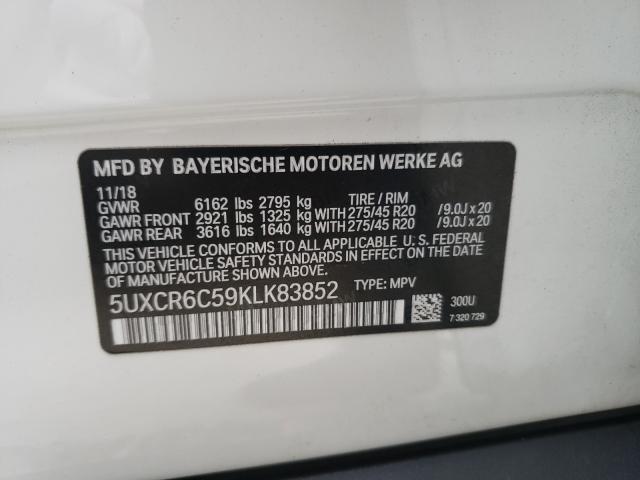 MFD BY BAYERISCHE MOTOREN WERKE AG
11/18
GVWR 6162 lbs 2795 kg TIRE / RIM
GAWR FRONT 2921 lbs 1325 kg WITH 275/45 R20 /9.0J x 20
GAWR REAR 3616 lbs 1640 kg WITH 275/45 R20 /9.0J x 20
THIS VEHICLE CONFORMS TO ALL APPLICABLE U. S. FEDERAL
MOTOR VEHICLE SAFETY STANDARDS IN EFFECT ON THE DATE
OF MANUFACTURE SHOWN ABOVE.
5UXCR6C59KLK83852 TYPE: MPV
300U
7 320 729